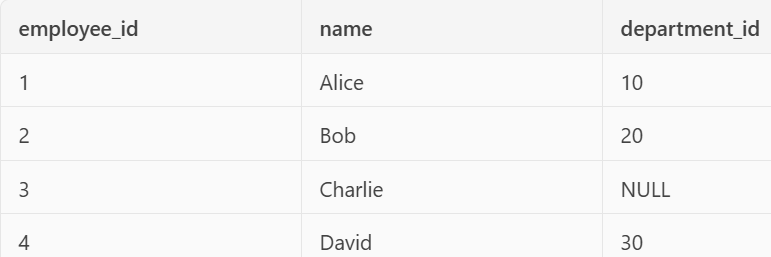 employee_id name department_id
1 Alice 10
2 Bob 20
3 Charlie NULL
4 David 30